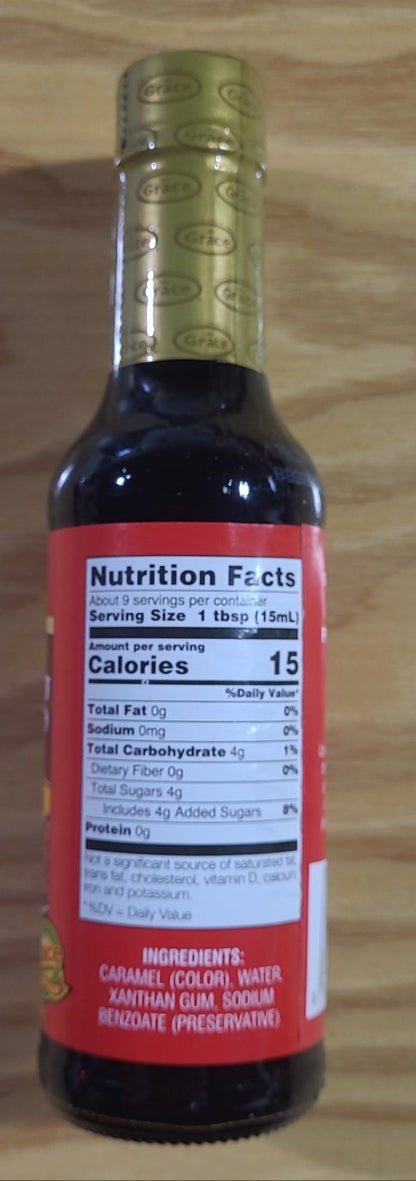 Grace
Grace
Grace
Grace
Grace
Grace
Grace
Grace
Nutrition Facts
About 9 servings per container
Serving Size 1 tbsp (15mL)
Amount per serving
Calories 15
%Daily Value*
Total Fat 0g 0%
Sodium 0mg 0%
Total Carbohydrate 4g 1%
Dietary Fiber 0g 0%
Total Sugars 4g
Includes 4g Added Sugars 8%
Protein 0g
Not a significant source of saturated fat,
trans fat, cholesterol, vitamin D, calcium
iron and potassium.
*%DV = Daily Value
INGREDIENTS:
CARAMEL (COLOR), WATER,
XANTHAN GUM, SODIUM
BENZOATE (PRESERVATIVE)